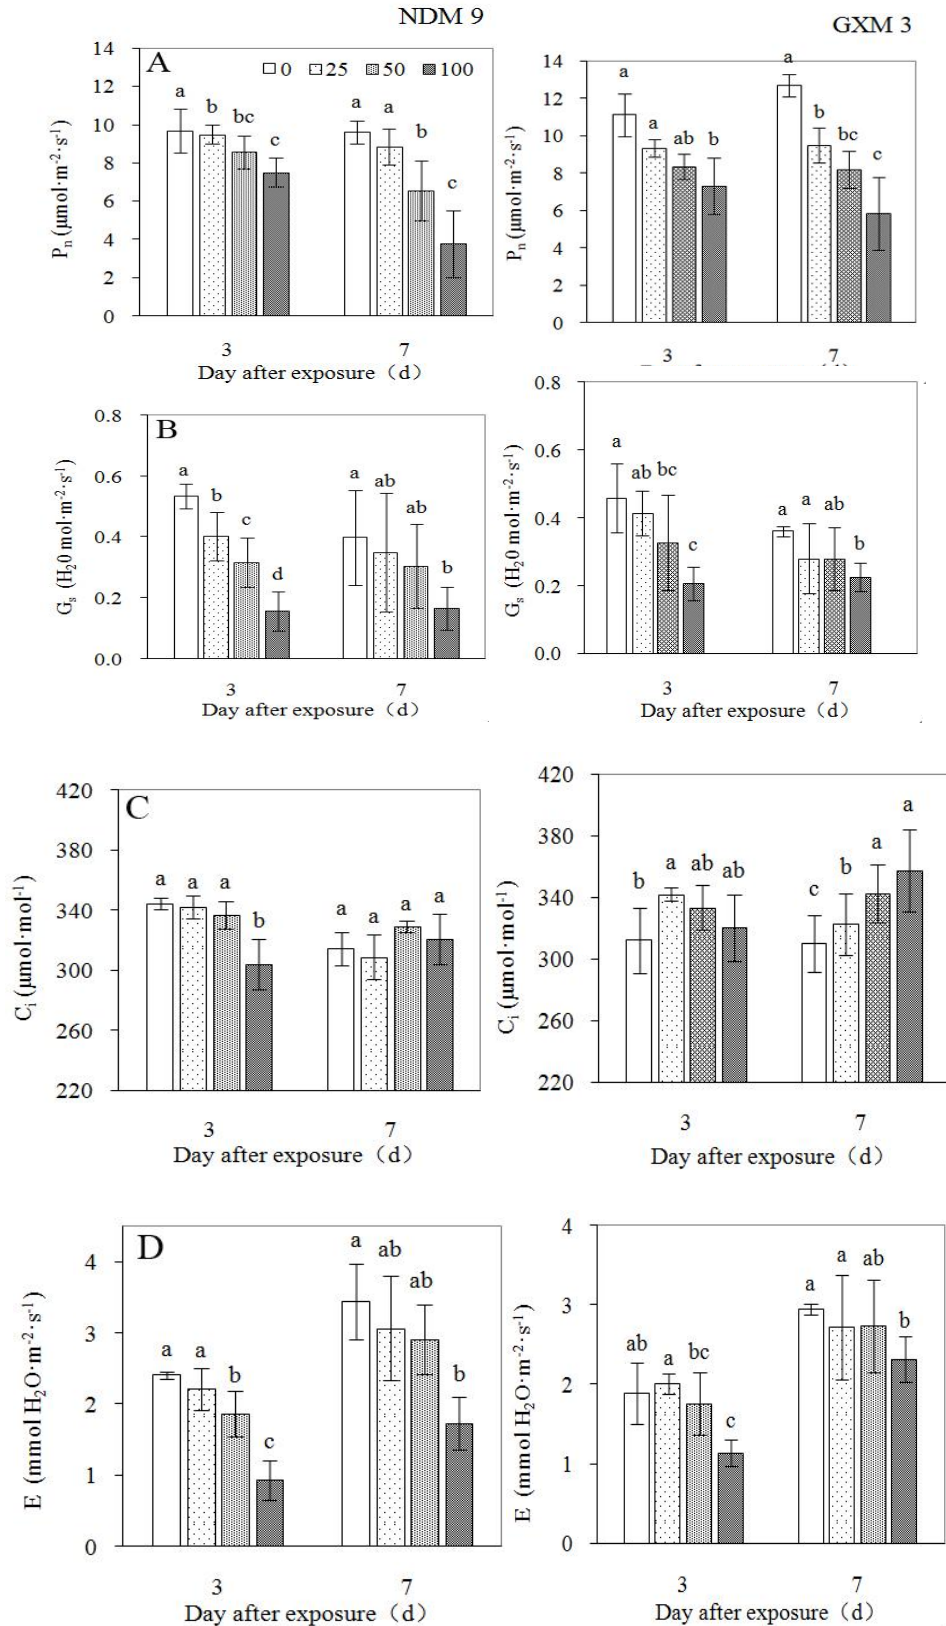 NDM 9
GXM 3
A
0 25 50 100
14
12
10
8
6
4
2
0
Pn (μmol·m-2·s-1)
a b bc c a a b c
3 7
Day after exposure（d）
14
12
10
8
6
4
2
0
Pn (μmol·m-2·s-1)
a a ab b a b bc c
3 7
B
0.8
0.6
0.4
0.2
0.0
Gs (H20 mol·m-2·s-1)
a b c d a ab ab b
3 7
Day after exposure（d）
0.8
0.6
0.4
0.2
0.0
Gs (H20 mol·m-2·s-1)
a ab bc c a a ab b
3 7
Day after exposure（d）
C
420
380
340
300
260
220
Ci (μmol·mol-1)
a a a b a a a a
3 7
Day after exposure（d）
420
380
340
300
260
220
Ci (μmol·mol-1)
b a ab ab c b a a
3 7
Day after exposure（d）
D
4
3
2
1
0
E (mmol H2O·m-2·s-1)
a a b c a ab ab b
3 7
Day after exposure（d）
4
3
2
1
0
E (mmol H2O·m-2·s-1)
ab a bc c a a ab b
3 7
Day after exposure（d）